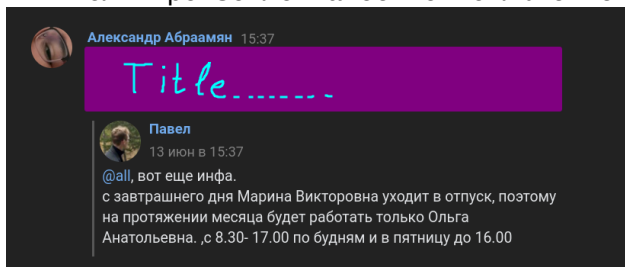 Александр Абраамян 15:37
Title.......
Павел
13 июн в 15:37
@all, вот еще инфа.
с завтрашнего дня Марина Викторовна уходит в отпуск, поэтому
на протяжении месяца будет работать только Ольга
Анатольевна. ,с 8.30- 17.00 по будням и в пятницу до 16.00